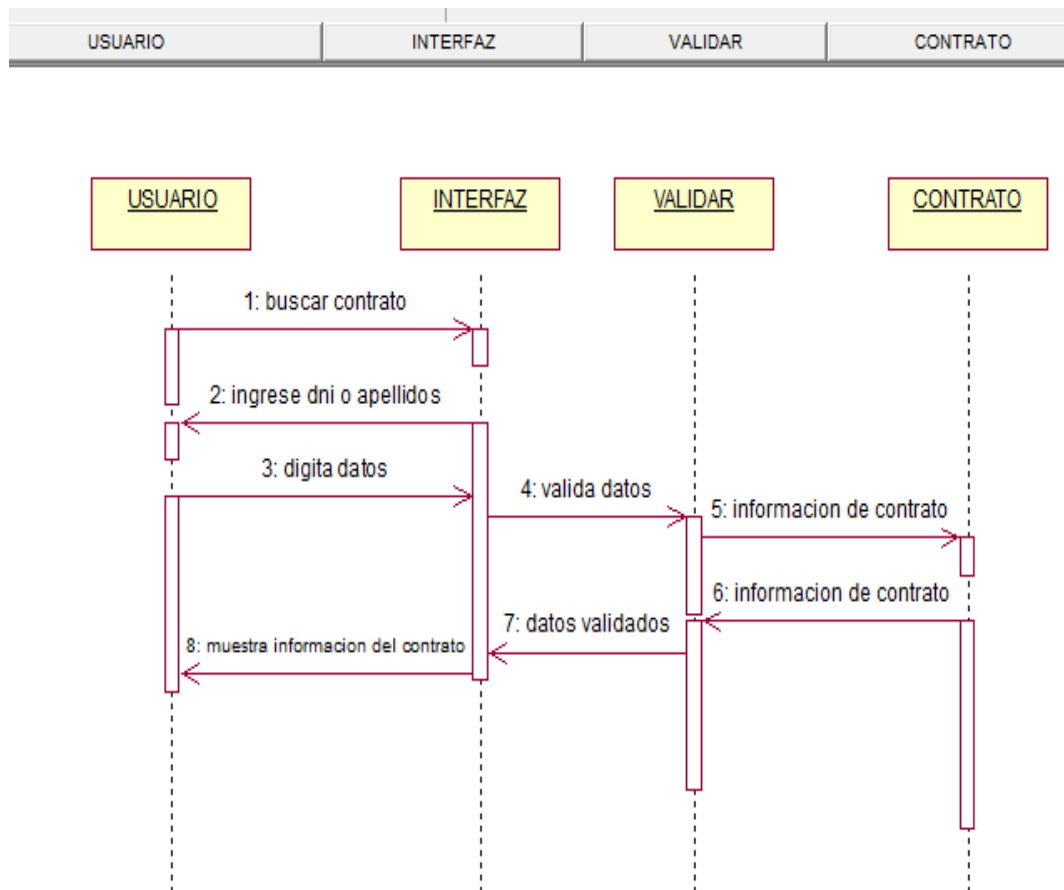 USUARIO INTERFAZ VALIDAR CONTRATO
USUARIO INTERFAZ VALIDAR CONTRATO
1: buscar contrato
2: ingrese dni o apellidos
3: digita datos
4: valida datos
5: informacion de contrato
6: informacion de contrato
7: datos validados
8: muestra informacion del contrato